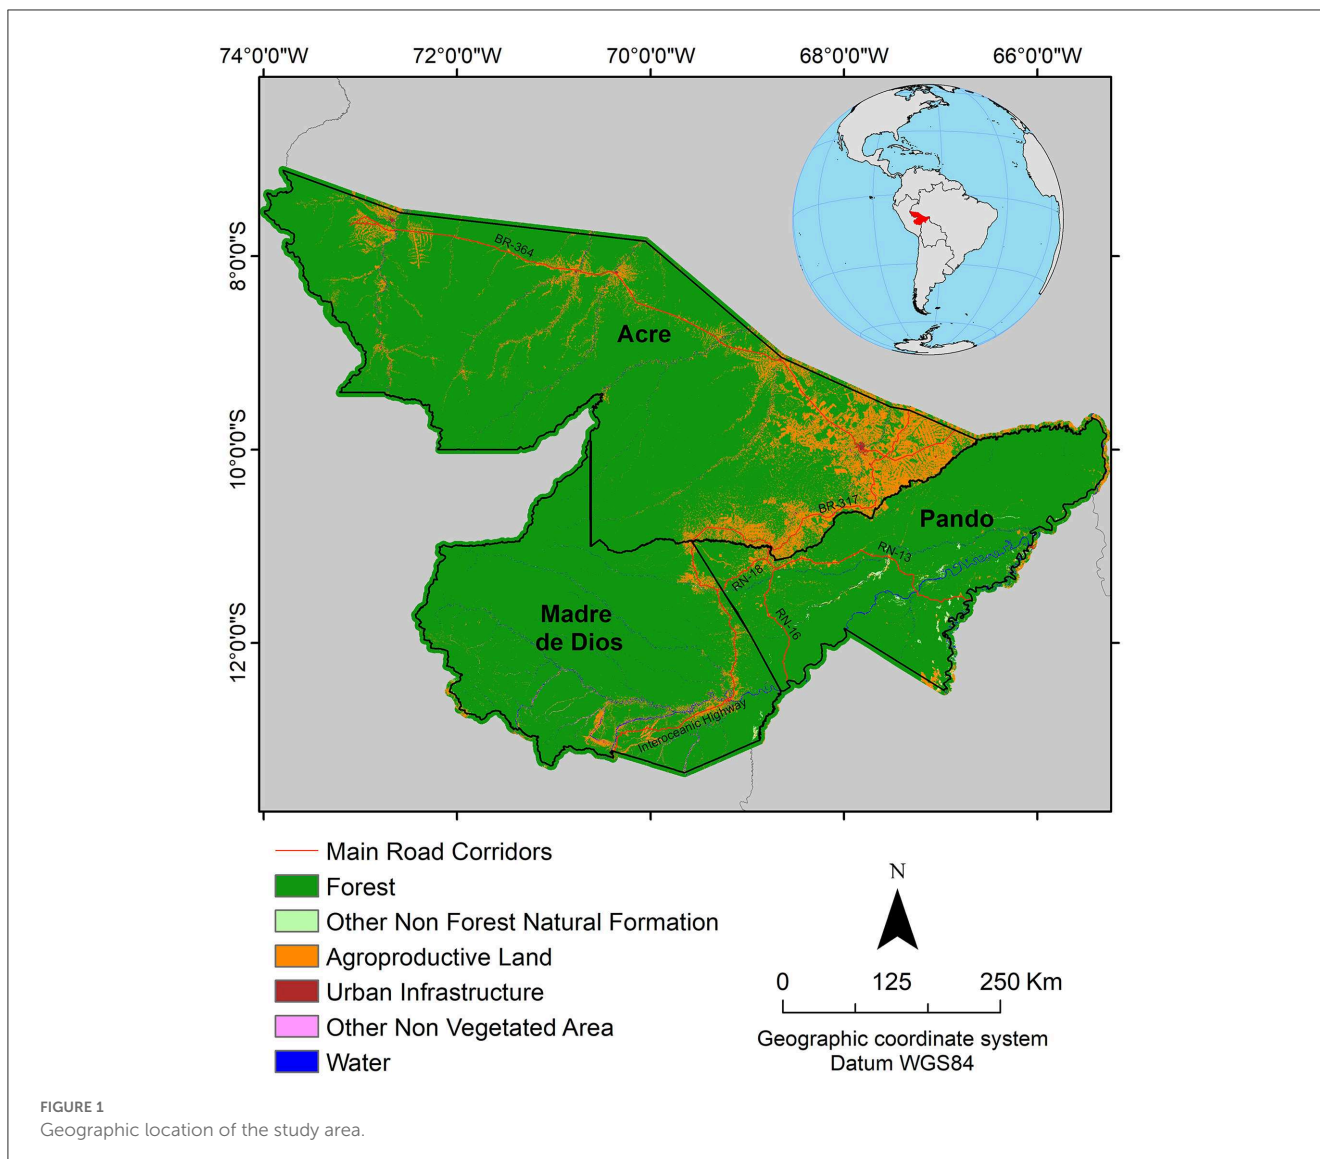 74°0'0"W
72°0'0"W
70°0'0"W
68°0'0"W
66°0'0"W
8°0'0"S
10°0'0"S
12°0'0"S
BR-364
Acre
BR-317
Pando
RN-13
RN-18
RN-16
Madre
de Dios
Interoceanic Highway
Main Road Corridors
Forest
Other Non Forest Natural Formation
Agroproductive Land
Urban Infrastructure
Other Non Vegetated Area
Water
N
0 125 250 Km
Geographic coordinate system
Datum WGS84
FIGURE 1
Geographic location of the study area.